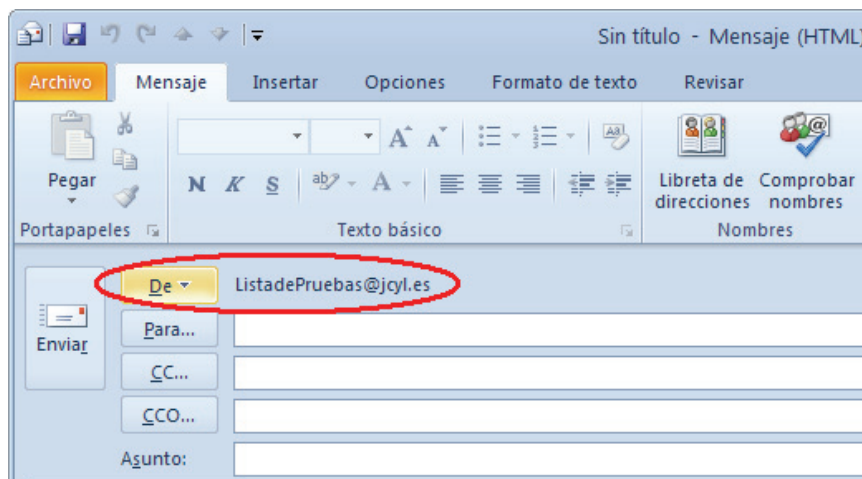 Sin título - Mensaje (HTML)
Archivo Mensaje Insertar Opciones Formato de texto Revisar
Pegar
N K S
Libreta de direcciones
Comprobar nombres
Portapapeles Texto básico Nombres
De ListadePruebas@jcyl.es
Enviar
Para...
CC...
CCO...
Asunto: